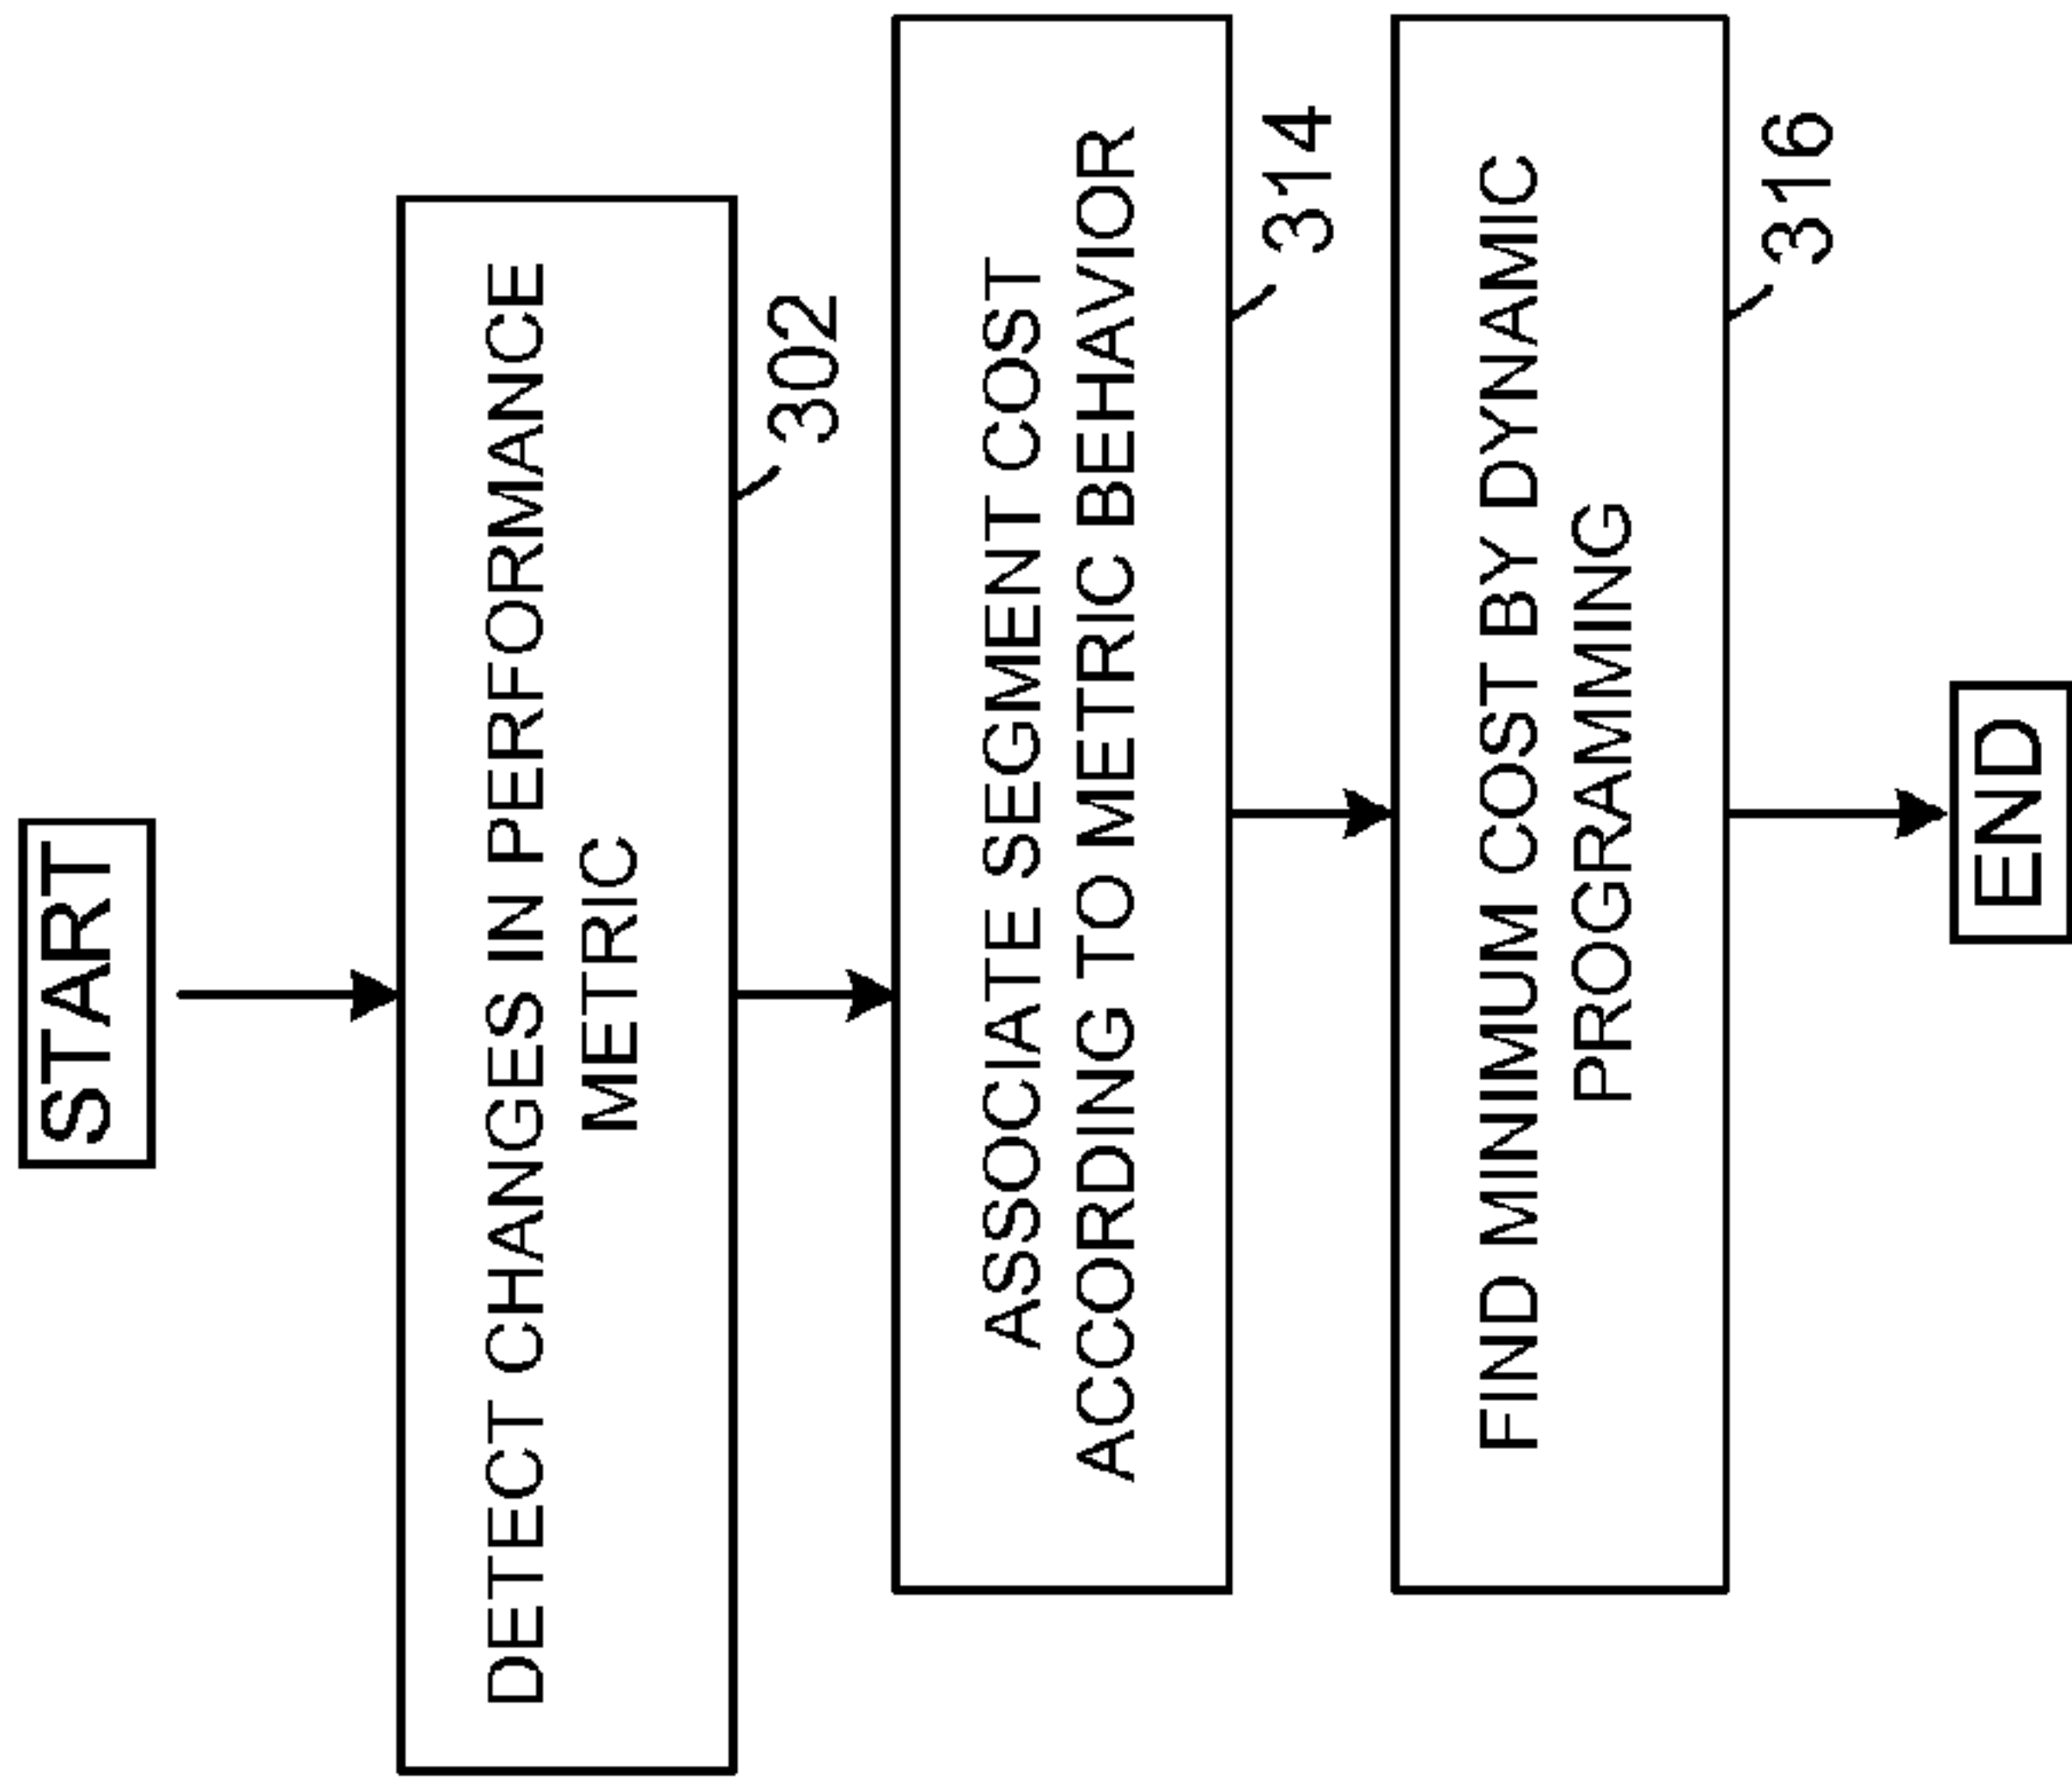 START
DETECT CHANGES IN PERFORMANCE
METRIC
302
ASSOCIATE SEGMENT COST
ACCORDING TO METRIC BEHAVIOR
314
FIND MINIMUM COST BY DYNAMIC
PROGRAMMING
316
END